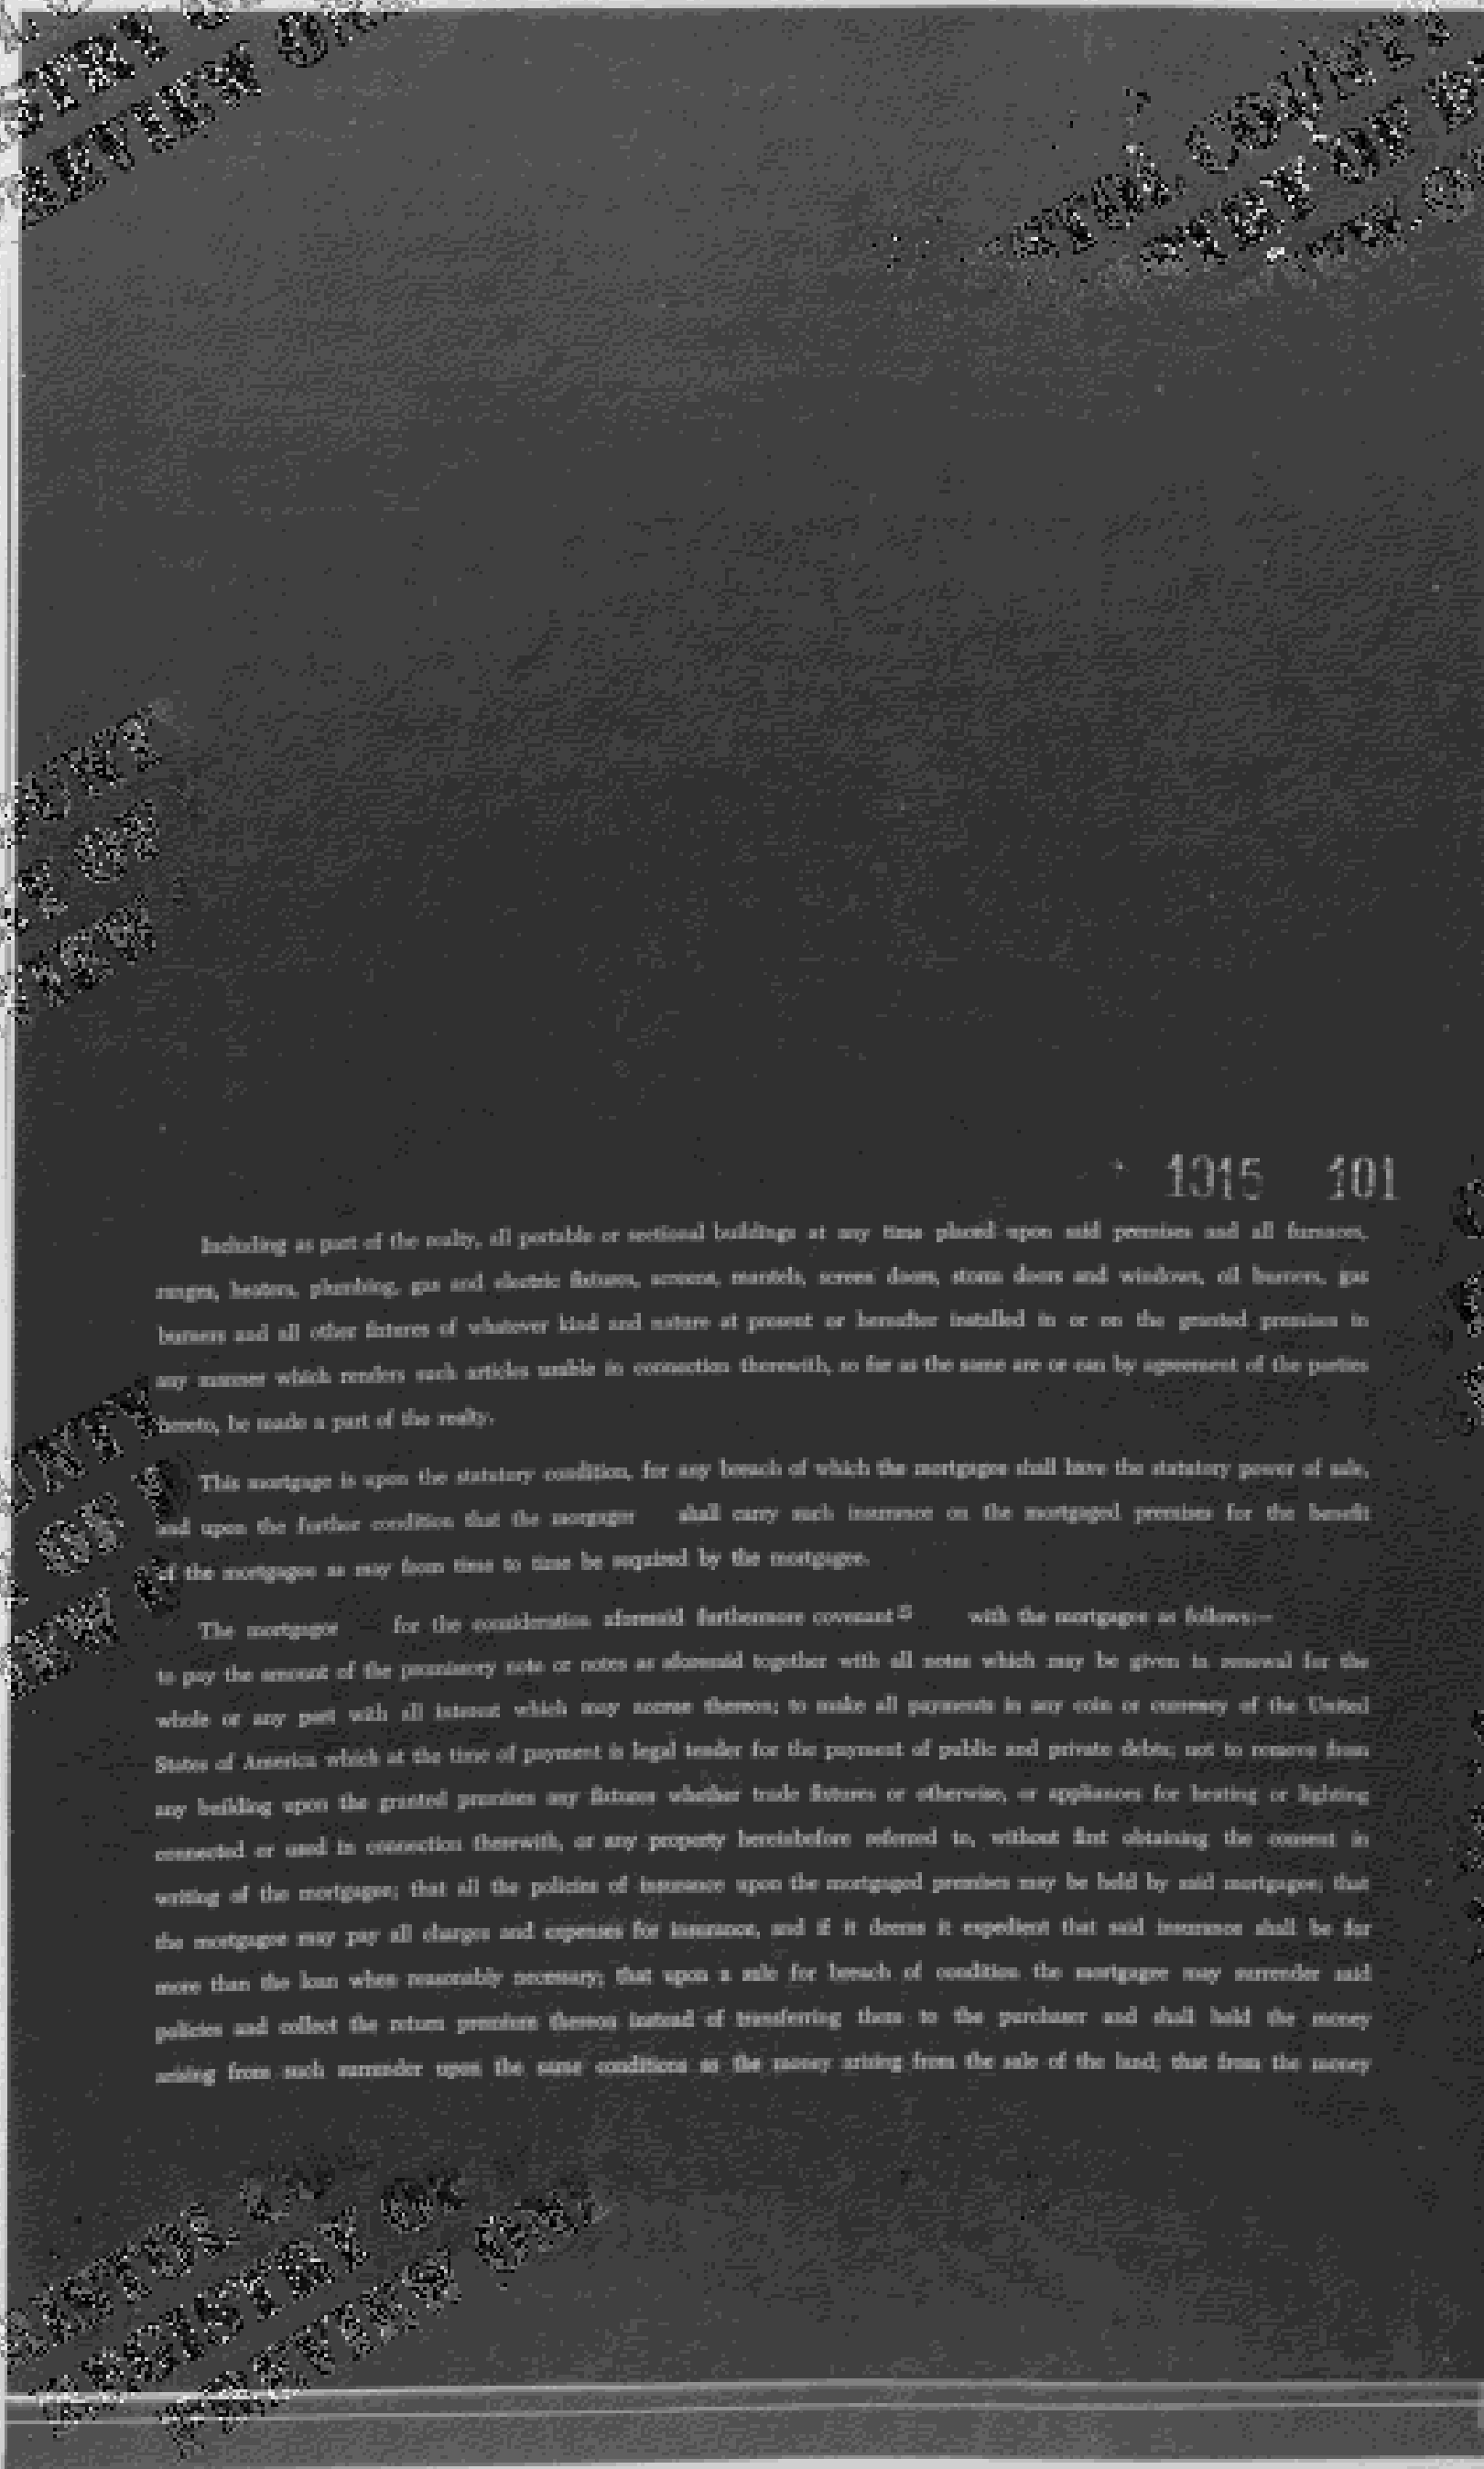 1315 101
Including as part of the realty, all portable or sectional buildings at any time placed upon said premises and all furnaces,
ranges, heaters, plumbing, gas and electric fixtures, screens, mantels, screen doors, storm doors and windows, oil burners, gas
burners and all other fixtures of whatever kind and nature at present or hereafter installed in or on the granted premises in
any manner which renders such articles usable in connection therewith, so far as the same are or can by agreement of the parties
hereto, be made a part of the realty.
This mortgage is upon the statutory condition, for any breach of which the mortgagee shall have the statutory power of sale,
and upon the further condition that the mortgagor shall carry such insurance on the mortgaged premises for the benefit
of the mortgagee as may from time to time be required by the mortgagee.
The mortgagor for the consideration aforesaid furthermore covenant s with the mortgagee as follows:—
to pay the amount of the promissory note or notes as aforesaid together with all notes which may be given in renewal for the
whole or any part with all interest which may accrue thereon; to make all payments in any coin or currency of the United
States of America which at the time of payment is legal tender for the payment of public and private debts; not to remove from
any building upon the granted premises any fixtures whether trade fixtures or otherwise, or appliances for heating or lighting
connected or used in connection therewith, or any property hereinbefore referred to, without first obtaining the consent in
writing of the mortgagee; that all the policies of insurance upon the mortgaged premises may be held by said mortgagee; that
the mortgagee may pay all charges and expenses for insurance, and if it deems it expedient that said insurance shall be for
more than the loan when reasonably necessary; that upon a sale for breach of condition the mortgagee may surrender said
policies and collect the return premium thereon instead of transferring them to the purchaser and shall hold the money
arising from such surrender upon the same conditions as the money arising from the sale of the land; that from the money